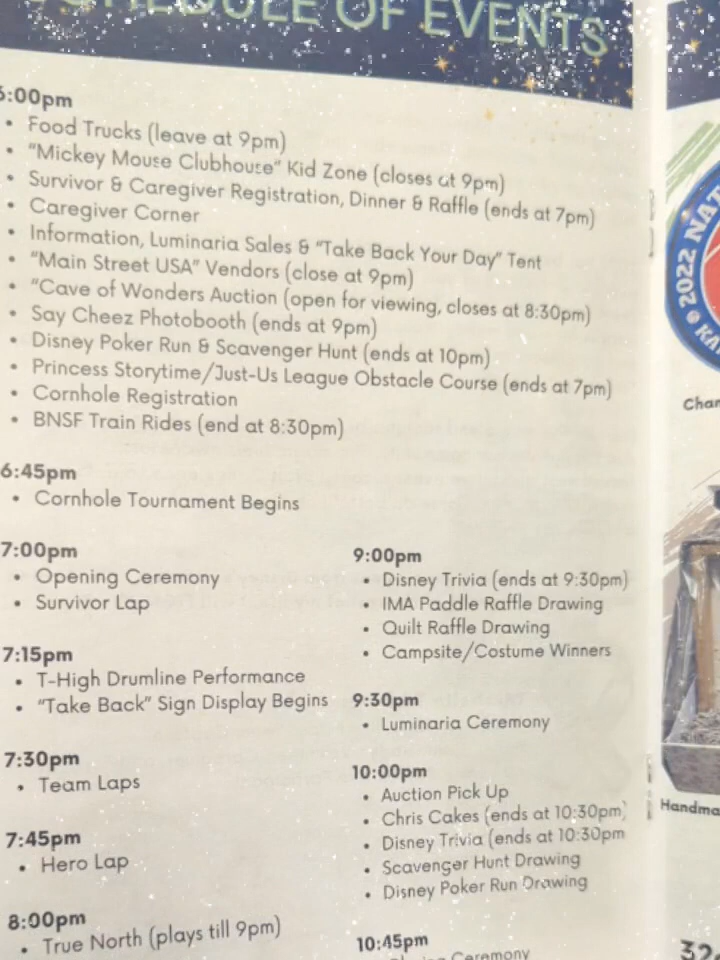 SCHEDULE OF EVENTS
6:00pm
• Food Trucks (leave at 9pm)
• "Mickey Mouse Clubhouse" Kid Zone (closes at 9pm)
• Survivor & Caregiver Registration, Dinner & Raffle (ends at 7pm)
• Caregiver Corner
• Information, Luminaria Sales & "Take Back Your Day" Tent
• "Main Street USA" Vendors (close at 9pm)
• "Cave of Wonders Auction (open for viewing, closes at 8:30pm)
• Say Cheez Photobooth (ends at 9pm)
• Disney Poker Run & Scavenger Hunt (ends at 10pm)
• Princess Storytime/Just-Us League Obstacle Course (ends at 7pm)
• Cornhole Registration
• BNSF Train Rides (end at 8:30pm)
6:45pm
• Cornhole Tournament Begins
7:00pm
• Opening Ceremony
• Survivor Lap
7:15pm
• T-High Drumline Performance
• "Take Back" Sign Display Begins
7:30pm
• Team Laps
7:45pm
• Hero Lap
8:00pm
• True North (plays till 9pm)
9:00pm
• Disney Trivia (ends at 9:30pm)
• IMA Paddle Raffle Drawing
• Quilt Raffle Drawing
• Campsite/Costume Winners
9:30pm
• Luminaria Ceremony
10:00pm
• Auction Pick Up
• Chris Cakes (ends at 10:30pm)
• Disney Trivia (ends at 10:30pm
• Scavenger Hunt Drawing
• Disney Poker Run Drawing
10:45pm
Ceremony
2022 NAT
KA
Char
Handma
32